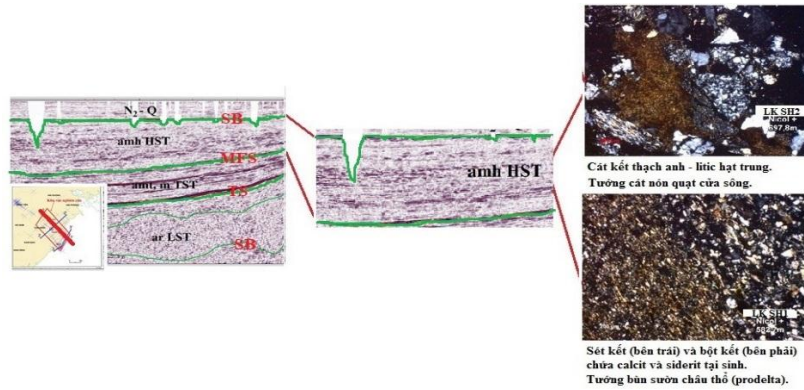 N₂ - Q
SB
amh HST
MFS
amt, m TST
TS
ar LST
SB
amh HST
LK SH2
Nicol +
Cát kết thạch anh - litic hạt trung.
Tướng cát nón quạt cửa sông.
LK SH1
Nicol +
Sét kết (bên trái) và bột kết (bên phải)
chứa calcit và siderit tại sinh.
Tướng bùn sườn châu thổ (prodelta).